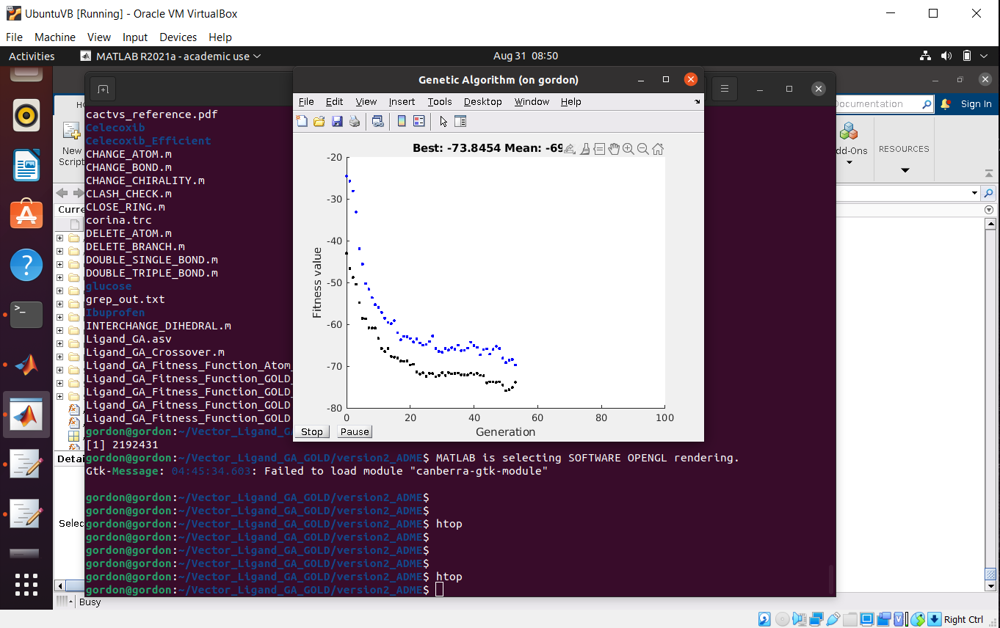 UbuntuVB [Running] - Oracle VM VirtualBox
File Machine View Input Devices Help
Activities MATLAB R2021a - academic use Aug 31 08:50
Genetic Algorithm (on gordon)
File Edit View Insert Tools Desktop Window Help
Best: -73.8454 Mean: -69
-20
-30
-40
-50
-60
-70
-80
Fitness value
0 20 40 60 80 100
Generation
Stop Pause
ocumentation Sign In
New
Script
dd-Ons RESOURCES
Curre
Detai
Selec
Busy
cactvs_reference.pdf
Celecoxib
Celecoxib_Efficient
CHANGE_ATOM.m
CHANGE_BOND.m
CHANGE_CHIRALITY.m
CLASH_CHECK.m
CLOSE_RING.m
corina.trc
DELETE_ATOM.m
DELETE_BRANCH.m
DOUBLE_SINGLE_BOND.m
DOUBLE_TRIPLE_BOND.m
glucose
grep_out.txt
Ibuprofen
INTERCHANGE_DIHEDRAL.m
Ligand_GA.asv
Ligand_GA_Crossover.m
Ligand_GA_Fitness_Function_Atom_
Ligand_GA_Fitness_Function_GOLD_
Ligand_GA_Fitness_Function_GOLD_
Ligand_GA_Fitness_Function_GOLD
Ligand_GA_Fitness_Function_GOLD
gordon@gordon:~/Vector_Ligand_G
[1] 2192431
gordon@gordon:~/Vector_Ligand_GA_GOLD/version2_ADME$ MATLAB is selecting SOFTWARE OPENGL rendering.
Gtk-Message: 04:45:34.603: Failed to load module "canberra-gtk-module"
gordon@gordon:~/Vector_Ligand_GA_GOLD/version2_ADME$
gordon@gordon:~/Vector_Ligand_GA_GOLD/version2_ADME$
gordon@gordon:~/Vector_Ligand_GA_GOLD/version2_ADME$ htop
gordon@gordon:~/Vector_Ligand_GA_GOLD/version2_ADME$
gordon@gordon:~/Vector_Ligand_GA_GOLD/version2_ADME$
gordon@gordon:~/Vector_Ligand_GA_GOLD/version2_ADME$
gordon@gordon:~/Vector_Ligand_GA_GOLD/version2_ADME$ htop
gordon@gordon:~/Vector_Ligand_GA_GOLD/version2_ADME$
Right Ctrl